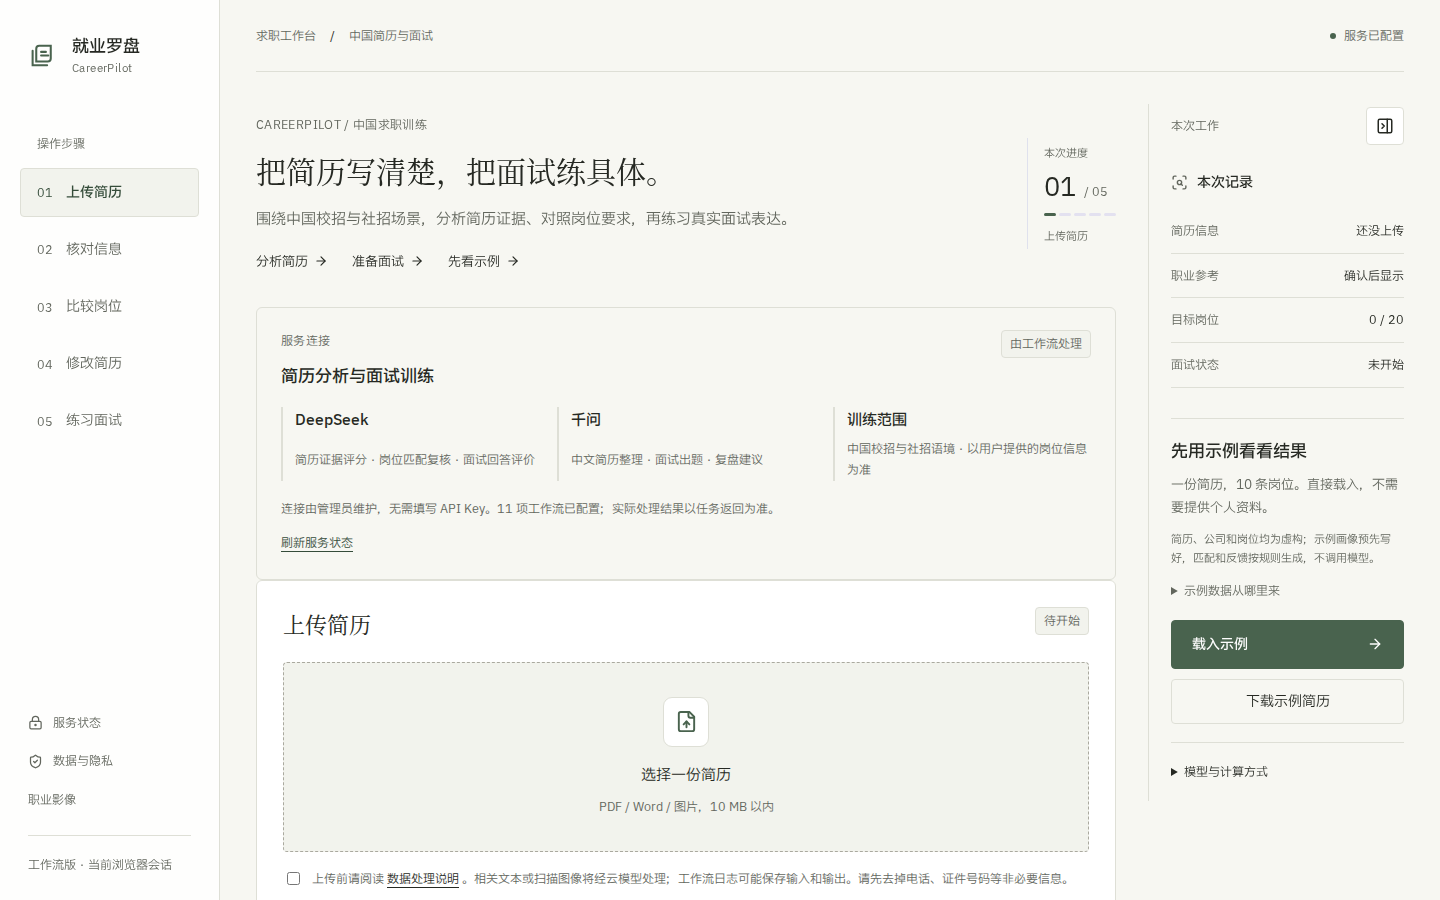 就业罗盘
CareerPilot
操作步骤
01 上传简历
02 核对信息
03 比较岗位
04 修改简历
05 练习面试
服务状态
数据与隐私
职业影像
工作流版 · 当前浏览器会话
求职工作台 / 中国简历与面试
服务已配置
CAREERPILOT / 中国求职训练
把简历写清楚，把面试练具体。
围绕中国校招与社招场景，分析简历证据、对照岗位要求，再练习真实面试表达。
分析简历 → 准备面试 → 先看示例 →
本次进度
01 / 05
上传简历
服务连接
由工作流处理
简历分析与面试训练
DeepSeek
简历证据评分 · 岗位匹配复核 · 面试回答评价
千问
中文简历整理 · 面试出题 · 复盘建议
训练范围
中国校招与社招语境 · 以用户提供的岗位信息
为准
连接由管理员维护，无需填写 API Key。11 项工作流已配置；实际处理结果以任务返回为准。
刷新服务状态
上传简历
待开始
选择一份简历
PDF / Word / 图片，10 MB 以内
上传前请阅读 数据处理说明 。相关文本或扫描图像将经云模型处理；工作流日志可能保存输入和输出。请先去掉电话、证件号码等非必要信息。
本次工作
本次记录
简历信息 还没上传
职业参考 确认后显示
目标岗位 0 / 20
面试状态 未开始
先用示例看看结果
一份简历，10 条岗位。直接载入，不需
要提供个人资料。
简历、公司和岗位均为虚构；示例画像预先写
好，匹配和反馈按规则生成，不调用模型。
示例数据从哪里来
载入示例 →
下载示例简历
模型与计算方式